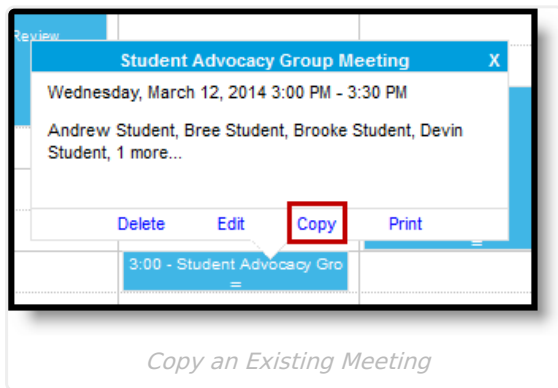 Review
Student Advocacy Group Meeting X
Wednesday, March 12, 2014 3:00 PM - 3:30 PM
Andrew Student, Bree Student, Brooke Student, Devin
Student, 1 more...
Delete Edit Copy Print
3:00 - Student Advocacy Gro
Copy an Existing Meeting